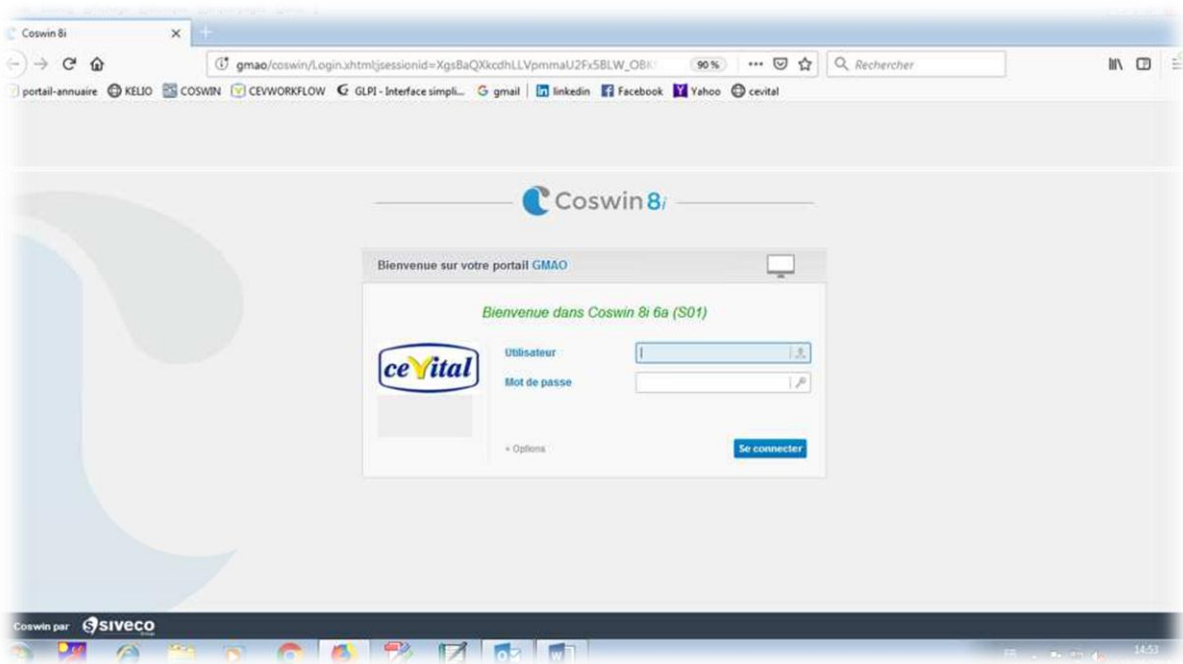 Coswin 8i
gmao/coswin/Login.xhtml;jsessionid=XgsBaQXkcdhLLVpmmaU2Fx5BLW_OBK
90 %
Rechercher
portail-annuaire KELIO COSWIN CEVWORKFLOW GLPI - Interface simpli... gmail linkedin Facebook Yahoo cevital
Coswin 8i
Bienvenue sur votre portail GMAO
Bienvenue dans Coswin 8i 6a (S01)
cevital
Utilisateur
Mot de passe
+ Options
Se connecter
Coswin par siveco
14:53